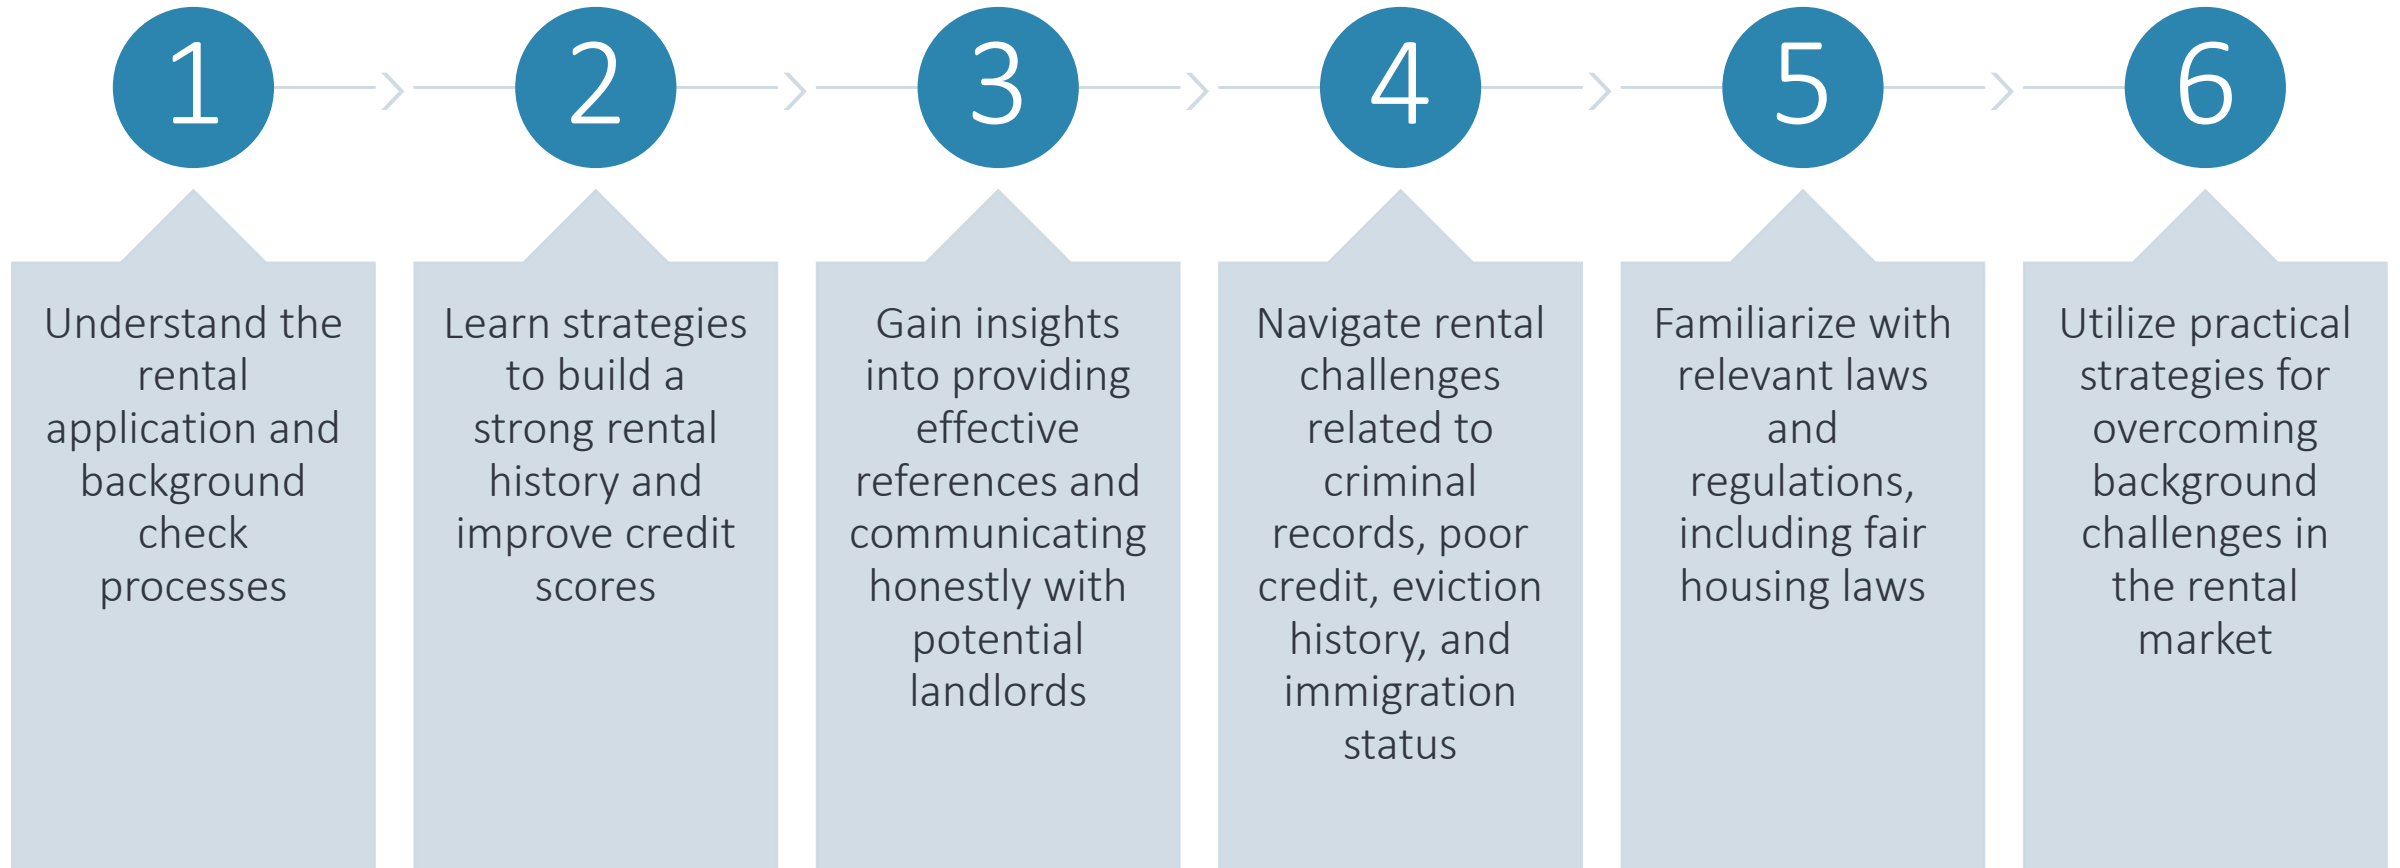 1
Understand the
rental
application and
background
check
processes
2
Learn strategies
to build a
strong rental
history and
improve credit
scores
3
Gain insights
into providing
effective
references and
communicating
honestly with
potential
landlords
4
Navigate rental
challenges
related to
criminal
records, poor
credit, eviction
history, and
immigration
status
5
Familiarize with
relevant laws
and
regulations,
including fair
housing laws
6
Utilize practical
strategies for
overcoming
background
challenges in
the rental
market